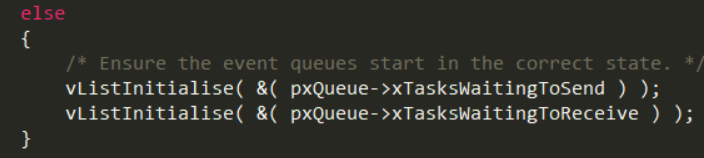 else
{
/* Ensure the event queues start in the correct state. */
vListInitialise( &( pxQueue->xTasksWaitingToSend ) );
vListInitialise( &( pxQueue->xTasksWaitingToReceive ) );
}